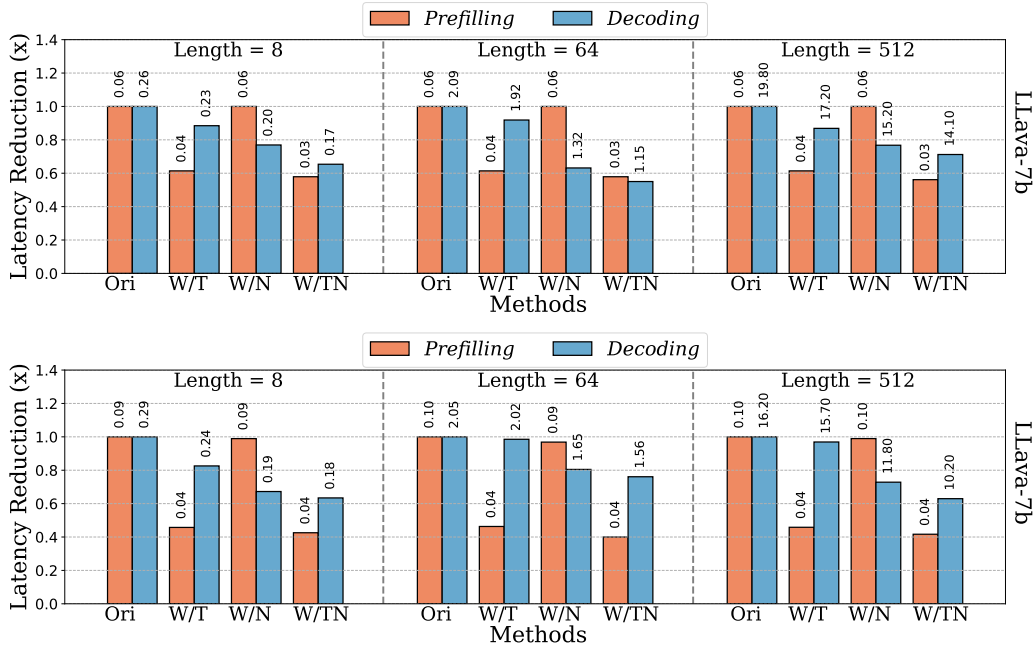 Prefilling Decoding
Latency Reduction (x)
1.4
1.2
1.0
0.8
0.6
0.4
0.2
0.0
Length = 8
0.06 0.26 0.04 0.23 0.06 0.20 0.03 0.17
Length = 64
0.06 2.09 0.04 1.92 0.06 1.32 0.03 1.15
Length = 512
0.06 19.80 0.04 17.20 0.06 15.20 0.03 14.10
Ori W/T W/N W/TN Ori W/T W/N W/TN Ori W/T W/N W/TN
Methods
LLava-7b
Prefilling Decoding
Latency Reduction (x)
1.4
1.2
1.0
0.8
0.6
0.4
0.2
0.0
Length = 8
0.09 0.29 0.04 0.24 0.09 0.19 0.04 0.18
Length = 64
0.10 2.05 0.04 2.02 0.09 1.65 0.04 1.56
Length = 512
0.10 16.20 0.04 15.70 0.10 11.80 0.04 10.20
Ori W/T W/N W/TN Ori W/T W/N W/TN Ori W/T W/N W/TN
Methods
LLava-7b